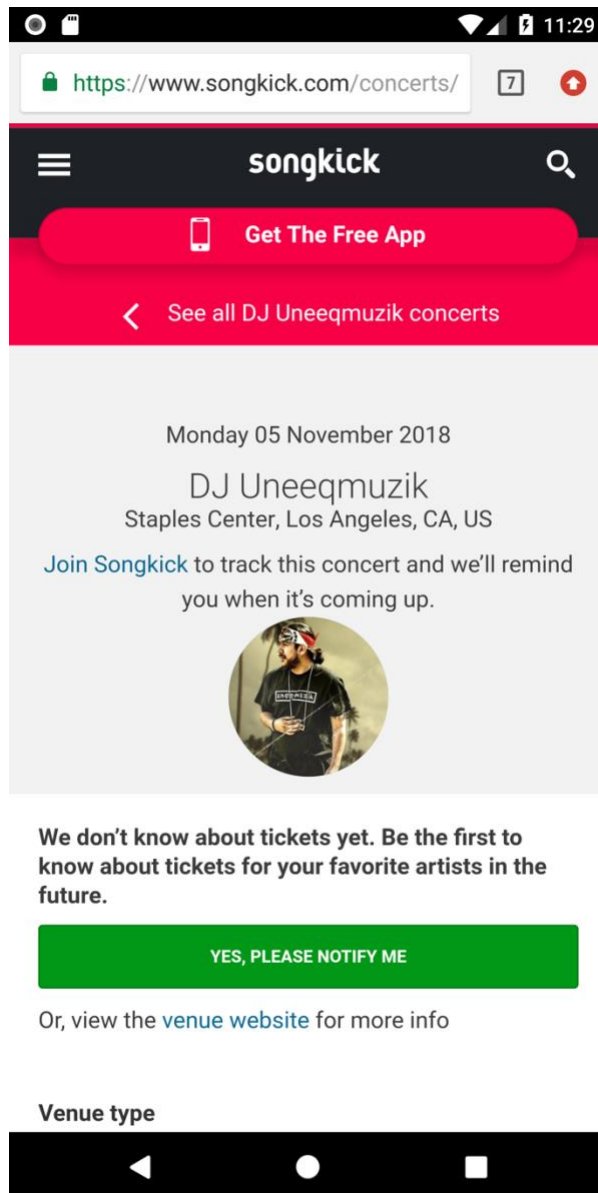 11:29
https://www.songkick.com/concerts/
7
songkick
Get The Free App
See all DJ Uneeqmuzik concerts
Monday 05 November 2018
DJ Uneeqmuzik
Staples Center, Los Angeles, CA, US
Join Songkick to track this concert and we'll remind
you when it's coming up.
We don't know about tickets yet. Be the first to
know about tickets for your favorite artists in the
future.
YES, PLEASE NOTIFY ME
Or, view the venue website for more info
Venue type